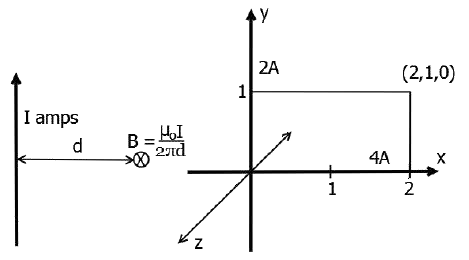 I amps
d
B = μ₀I/2πd
y
2A
1
(2,1,0)
4A
x
1
2
z